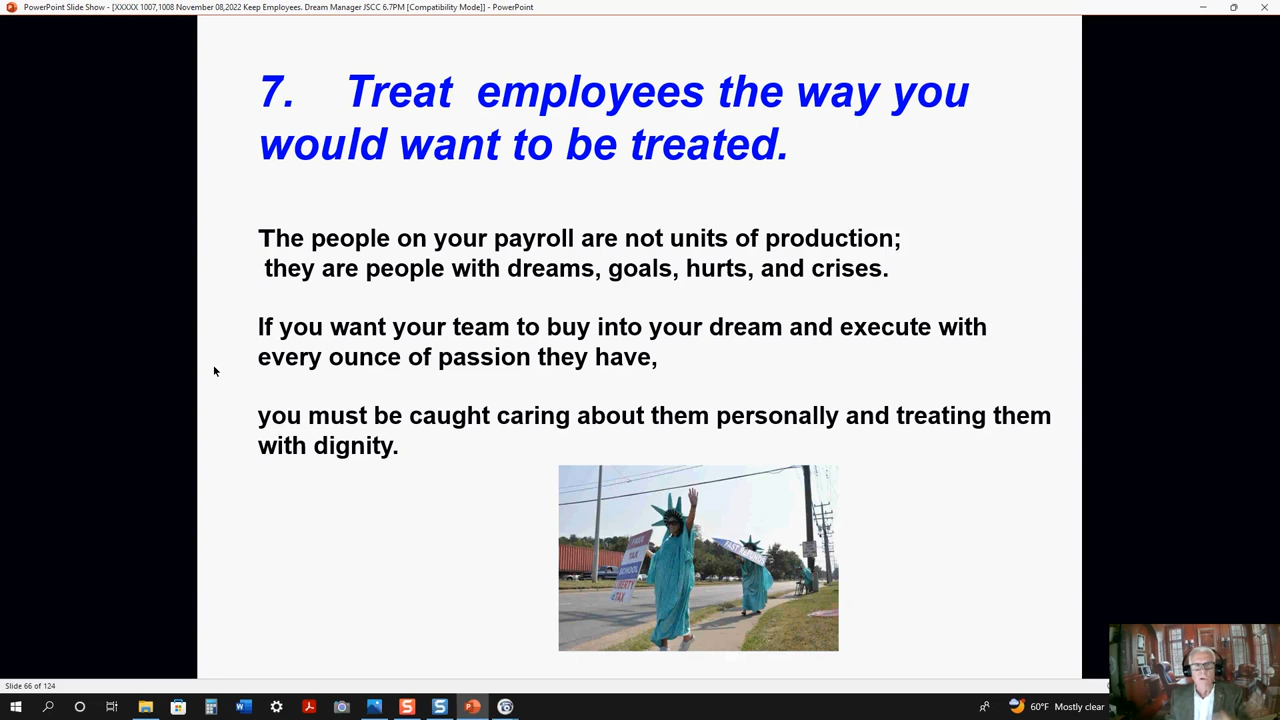 PowerPoint Slide Show - [XXXXX 1007,1008 November 08,2022 Keep Employees. Dream Manager JSCC 6.7PM [Compatibility Mode]] - PowerPoint
7. Treat employees the way you
would want to be treated.
The people on your payroll are not units of production;
they are people with dreams, goals, hurts, and crises.
If you want your team to buy into your dream and execute with
every ounce of passion they have,
you must be caught caring about them personally and treating them
with dignity.
TAX
SCHOOL
TAX
Slide 66 of 124
60°F Mostly clear